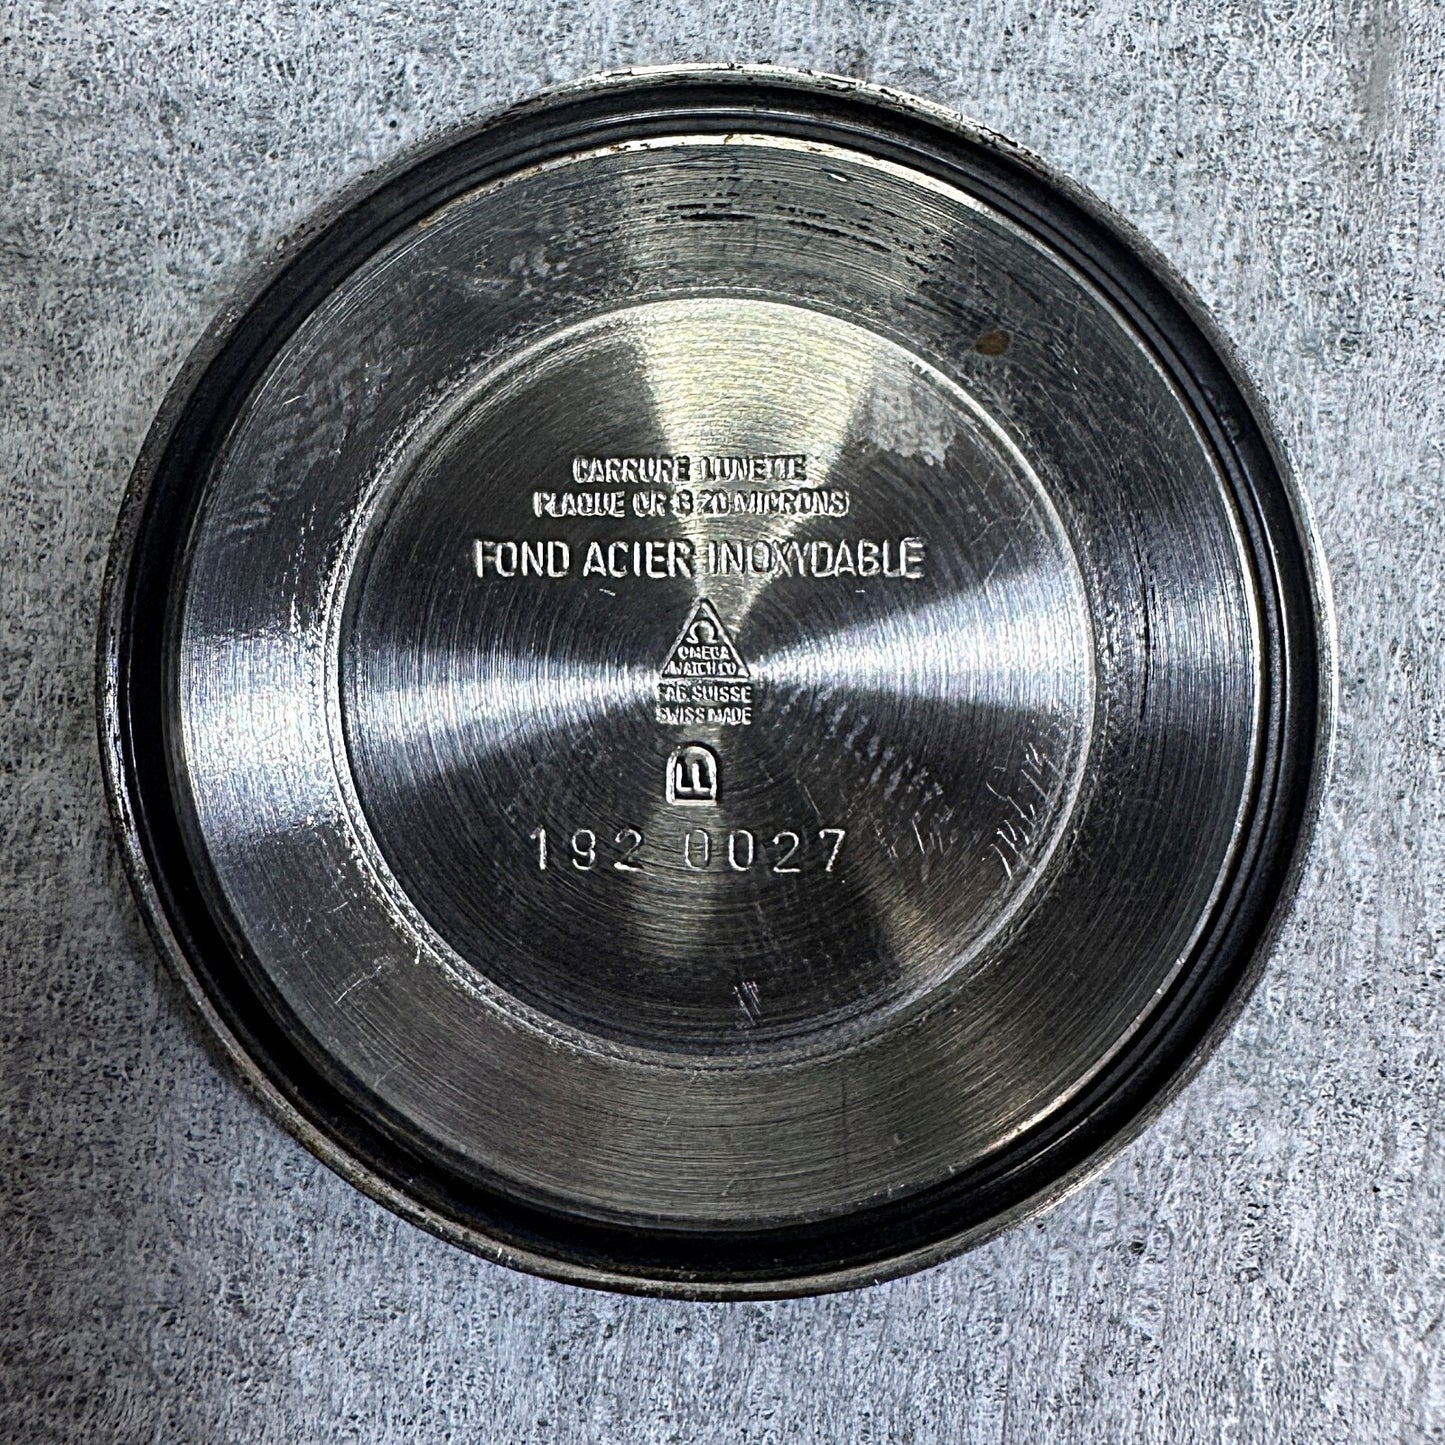 CARRURE LUNETTE
PLAQUE OR G 20 MICRONS
FOND ACIER INOXYDABLE
Ω
OMEGA
WATCH CO
FAB. SUISSE
SWISS MADE
192 0027